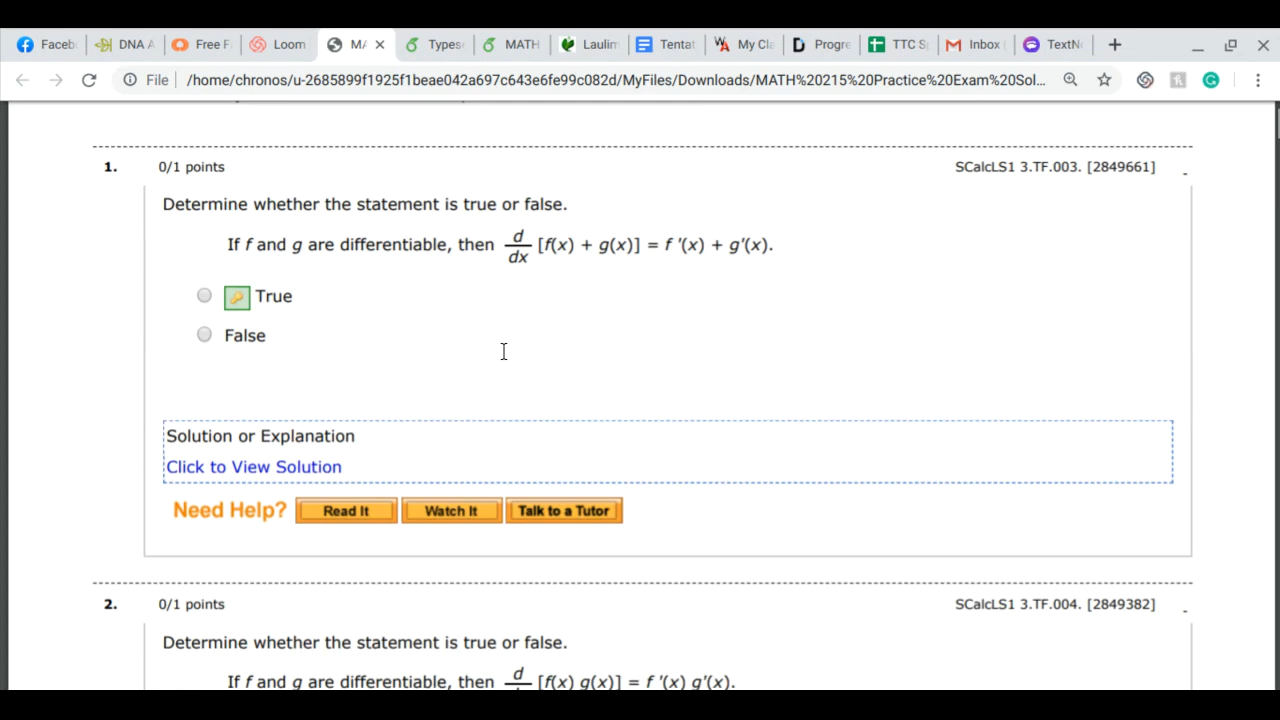 Faceb DNA A Free F Loom MA Types MATH Laulim Tentat My Cla Progre TTC S Inbox TextN
File /home/chronos/u-2685899f1925f1beae042a697c643e6fe99c082d/MyFiles/Downloads/MATH%20215%20Practice%20Exam%20Sol...
1. 0/1 points SCalcLS1 3.TF.003. [2849661]
Determine whether the statement is true or false.
If f and g are differentiable, then d/dx [f(x) + g(x)] = f '(x) + g'(x).
True
False
Solution or Explanation
Click to View Solution
Need Help? Read It Watch It Talk to a Tutor
2. 0/1 points SCalcLS1 3.TF.004. [2849382]
Determine whether the statement is true or false.
If f and g are differentiable, then d [f(x) g(x)] = f '(x) g'(x).